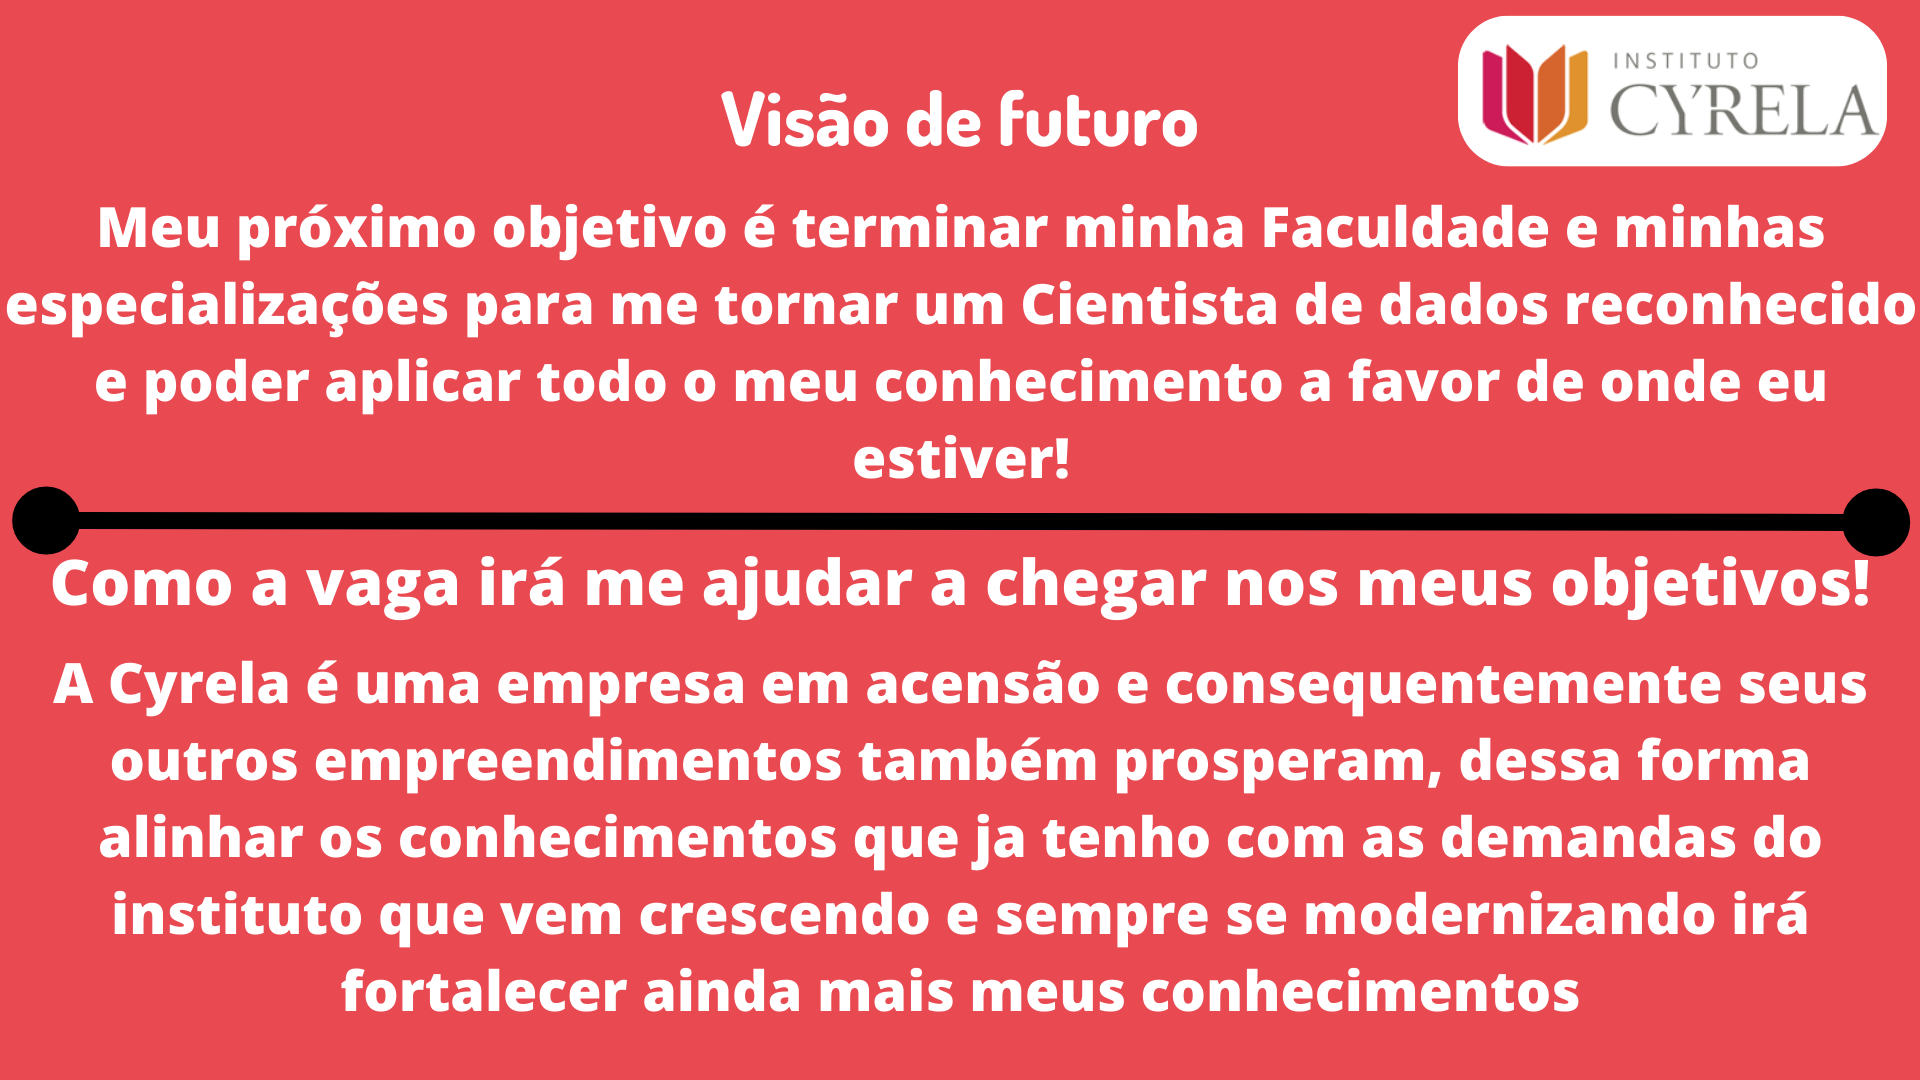 INSTITUTO
CYRELA
Visão de futuro
Meu próximo objetivo é terminar minha Faculdade e minhas
especializações para me tornar um Cientista de dados reconhecido
e poder aplicar todo o meu conhecimento a favor de onde eu
estiver!
Como a vaga irá me ajudar a chegar nos meus objetivos!
A Cyrela é uma empresa em acensão e consequentemente seus
outros empreendimentos também prosperam, dessa forma
alinhar os conhecimentos que ja tenho com as demandas do
instituto que vem crescendo e sempre se modernizando irá
fortalecer ainda mais meus conhecimentos